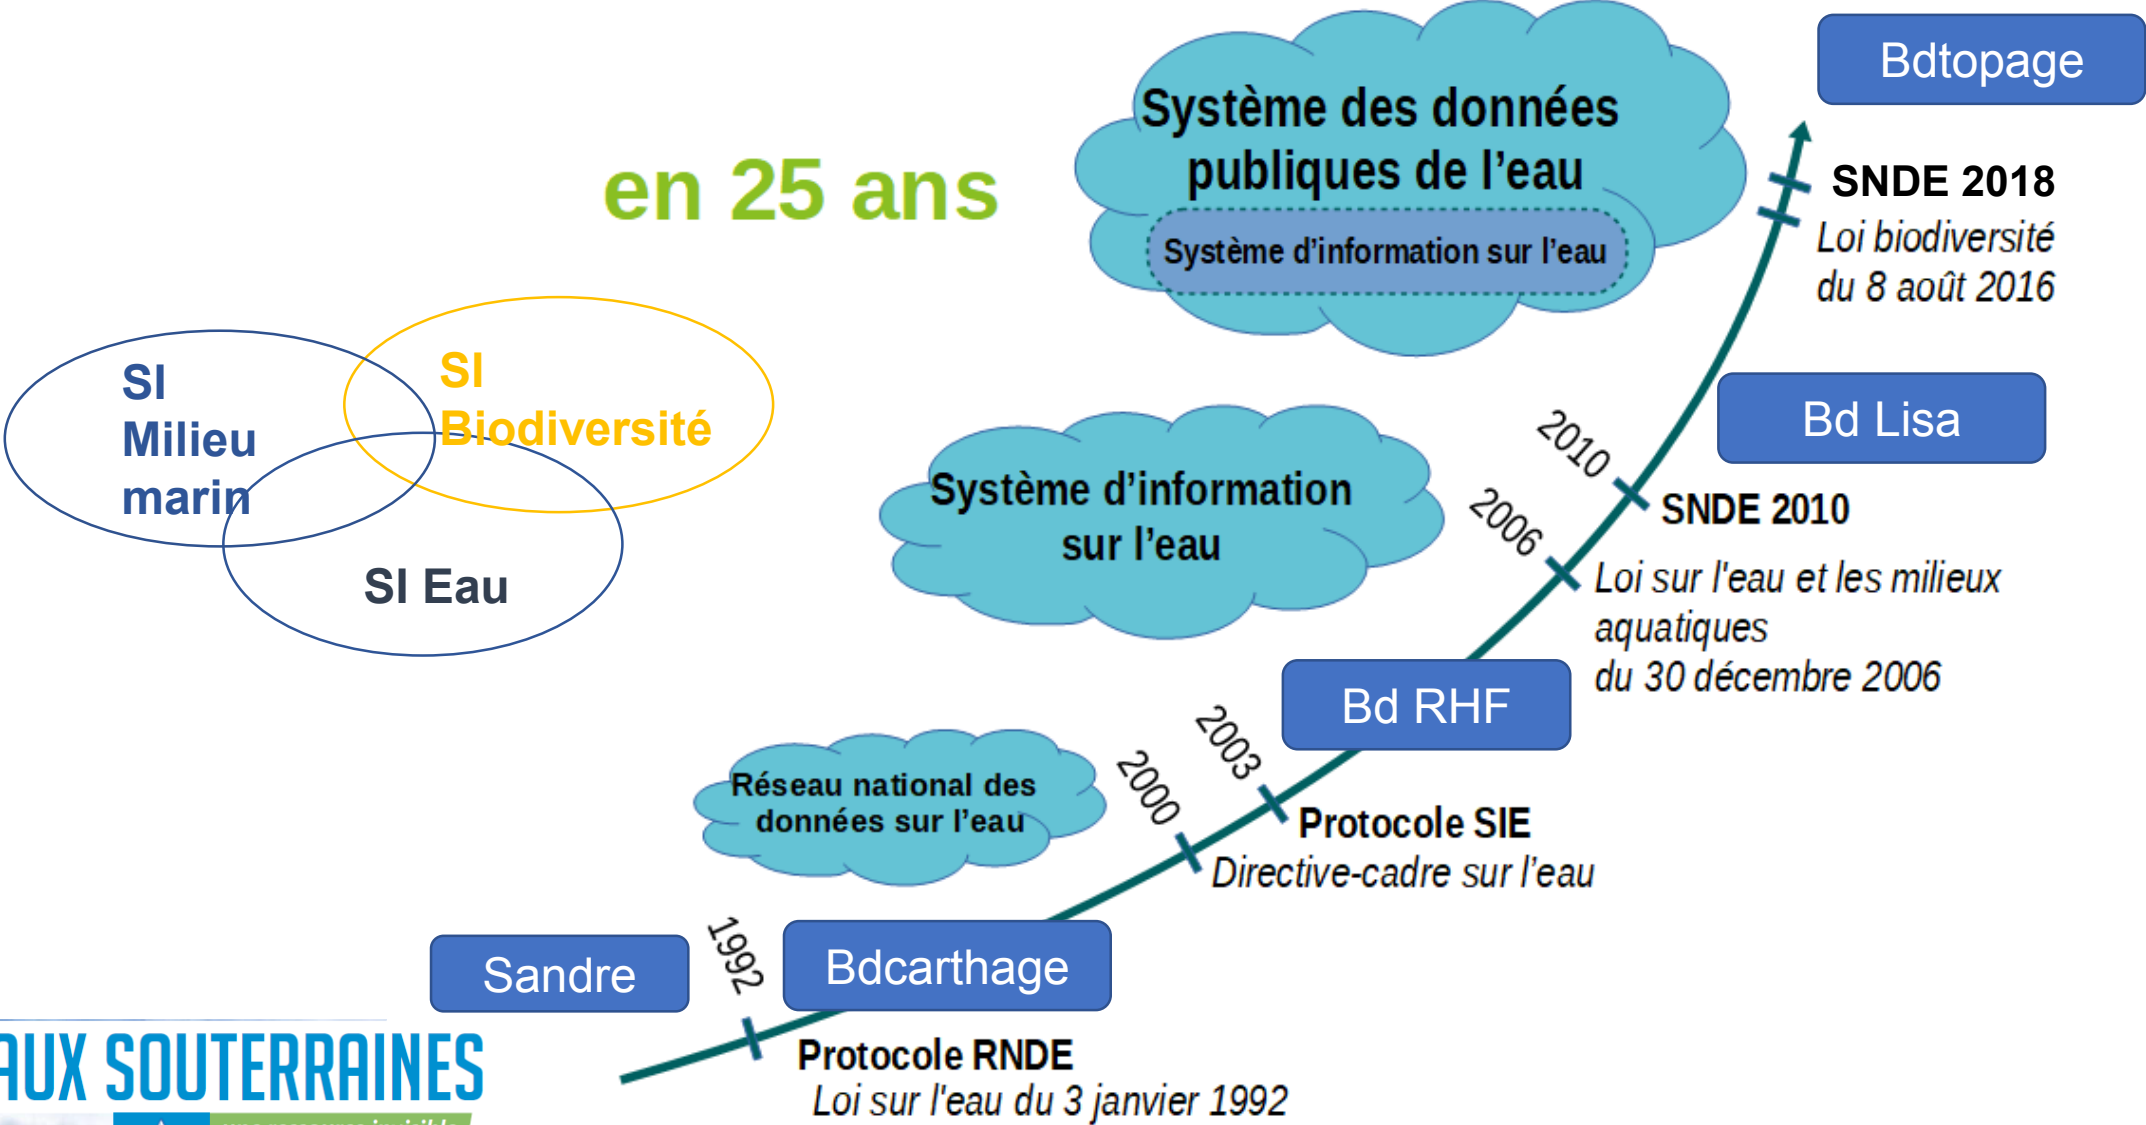 Bdtopage
Système des données
publiques de l'eau
Système d'information sur l'eau
en 25 ans
SNDE 2018
Loi biodiversité
du 8 août 2016
SI
Milieu
marin
SI
Biodiversité
SI Eau
Bd Lisa
2010
SNDE 2010
Système d'information
sur l'eau
2006
Loi sur l'eau et les milieux
aquatiques
du 30 décembre 2006
Bd RHF
2003
Protocole SIE
2000
Directive-cadre sur l'eau
Réseau national des
données sur l'eau
Sandre
1992
Bdcarthage
Protocole RNDE
Loi sur l'eau du 3 janvier 1992
AUX SOUTERRAINES